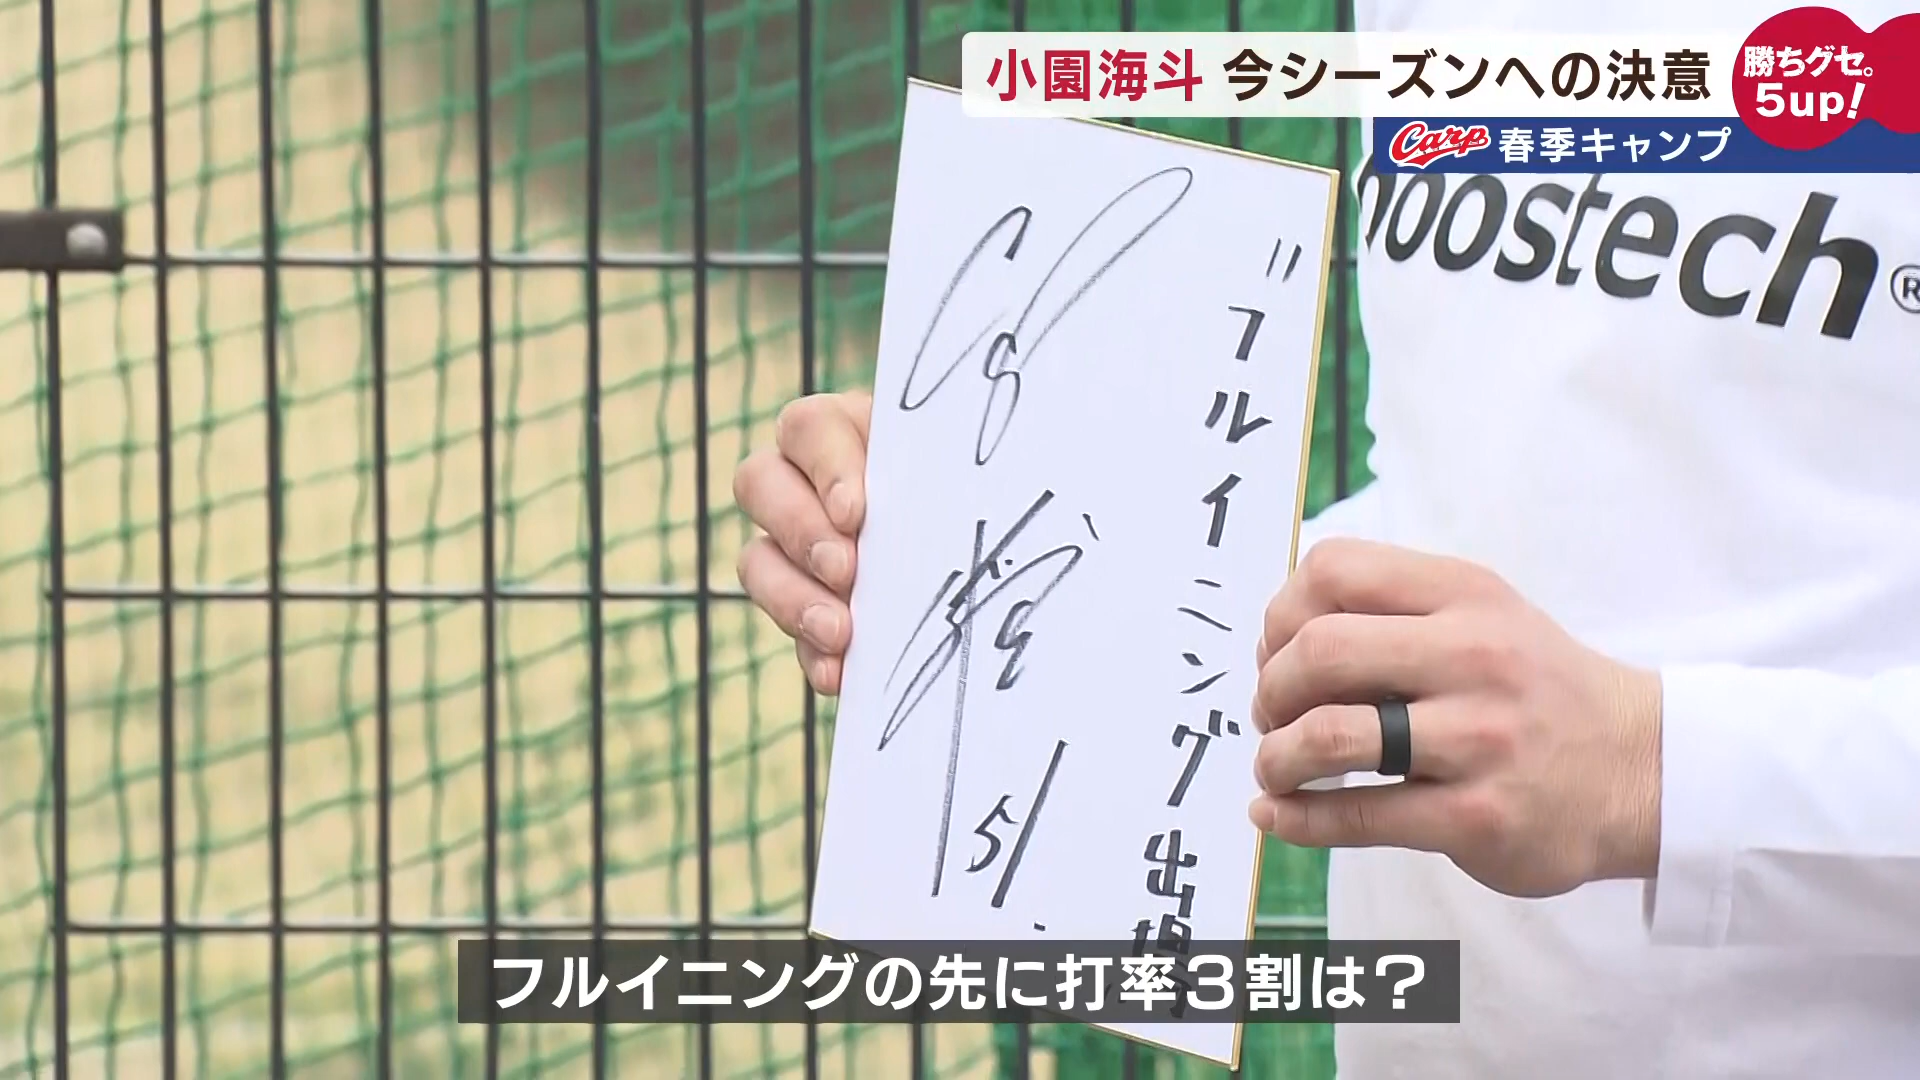 小園海斗 今シーズンへの決意
勝ちグセ。
5up!
Carp 春季キャンプ
oostech®
"フルイニング出場
51
フルイニングの先に打率3割は?